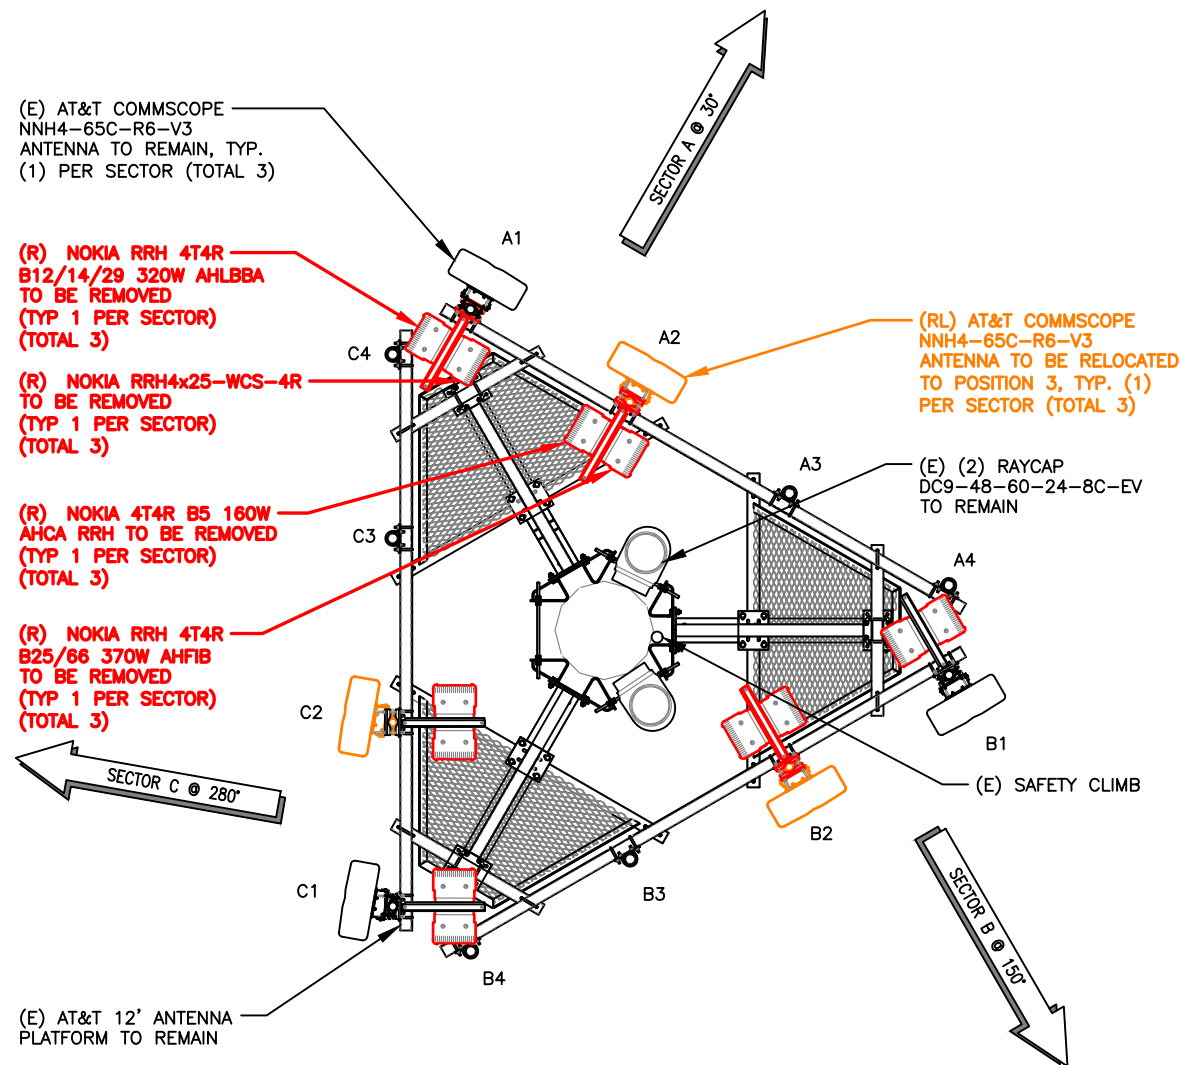 (E) AT&T COMMSCOPE
NNH4-65C-R6-V3
ANTENNA TO REMAIN, TYP.
(1) PER SECTOR (TOTAL 3)
SECTOR A @ 30°
A1
(R) NOKIA RRH 4T4R
B12/14/29 320W AHLBBA
TO BE REMOVED
(TYP 1 PER SECTOR)
(TOTAL 3)
C4
A2
(RL) AT&T COMMSCOPE
NNH4-65C-R6-V3
ANTENNA TO BE RELOCATED
TO POSITION 3, TYP. (1)
PER SECTOR (TOTAL 3)
(R) NOKIA RRH4x25-WCS-4R
TO BE REMOVED
(TYP 1 PER SECTOR)
(TOTAL 3)
A3
(E) (2) RAYCAP
DC9-48-60-24-8C-EV
TO REMAIN
(R) NOKIA 4T4R B5 160W
AHCA RRH TO BE REMOVED
(TYP 1 PER SECTOR)
(TOTAL 3)
C3
A4
(R) NOKIA RRH 4T4R
B25/66 370W AHFIB
TO BE REMOVED
(TYP 1 PER SECTOR)
(TOTAL 3)
C2
B1
SECTOR C @ 280°
(E) SAFETY CLIMB
B2
C1
B3
SECTOR B @ 150°
B4
(E) AT&T 12' ANTENNA
PLATFORM TO REMAIN